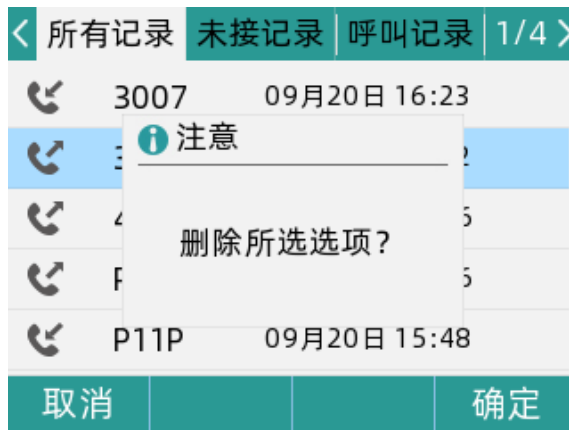 所有记录 未接记录 呼叫记录 1/4
3007 09月20日 16:23
注意
删除所选选项?
P11P 09月20日 15:48
取消 确定